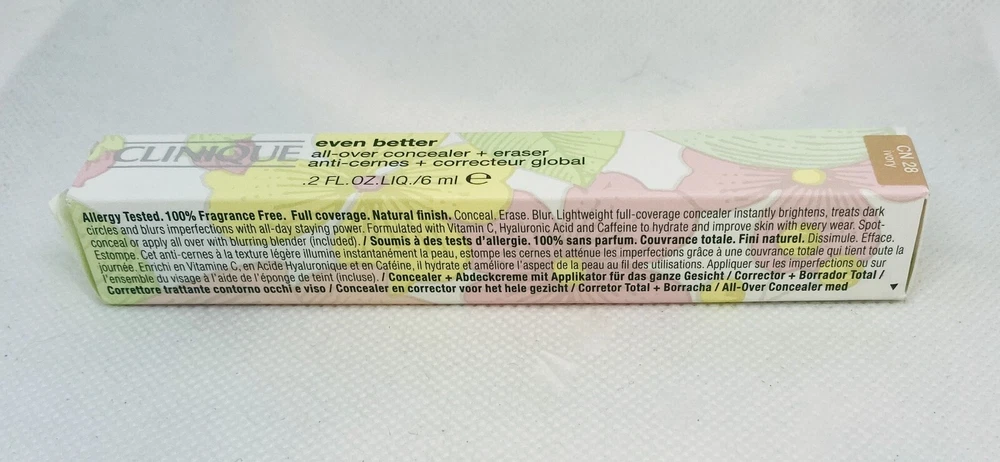 CLINIQUE
even better
all-over concealer + eraser
anti-cernes + correcteur global
.2 FL.OZ.LIQ./6 ml ℮
CN 28
ivory
Allergy Tested. 100% Fragrance Free. Full coverage. Natural finish. Conceal. Erase. Blur. Lightweight full-coverage concealer instantly brightens, treats dark
circles and blurs imperfections with all-day staying power. Formulated with Vitamin C, Hyaluronic Acid and Caffeine to hydrate and improve skin with every wear. Spot-
conceal or apply all over with blurring blender (included). / Soumis à des tests d'allergie. 100% sans parfum. Couvrance totale. Fini naturel. Dissimule. Efface.
Estompe. Cet anti-cernes à la texture légère illumine instantanément la peau, estompe les cernes et atténue les imperfections grâce à une couvrance totale qui tient toute la
journée. Enrichi en Vitamine C, en Acide Hyaluronique et en Caféine, il hydrate et améliore l'aspect de la peau au fil des utilisations. Appliquer sur les imperfections ou sur
l'ensemble du visage à l'aide de l'éponge de teint (incluse). / Concealer + Abdeckcreme mit Applikator für das ganze Gesicht / Corrector + Borrador Total /
Correttore trattante contorno occhi e viso / Concealer en corrector voor het hele gezicht / Corretor Total + Borracha / All-Over Concealer med